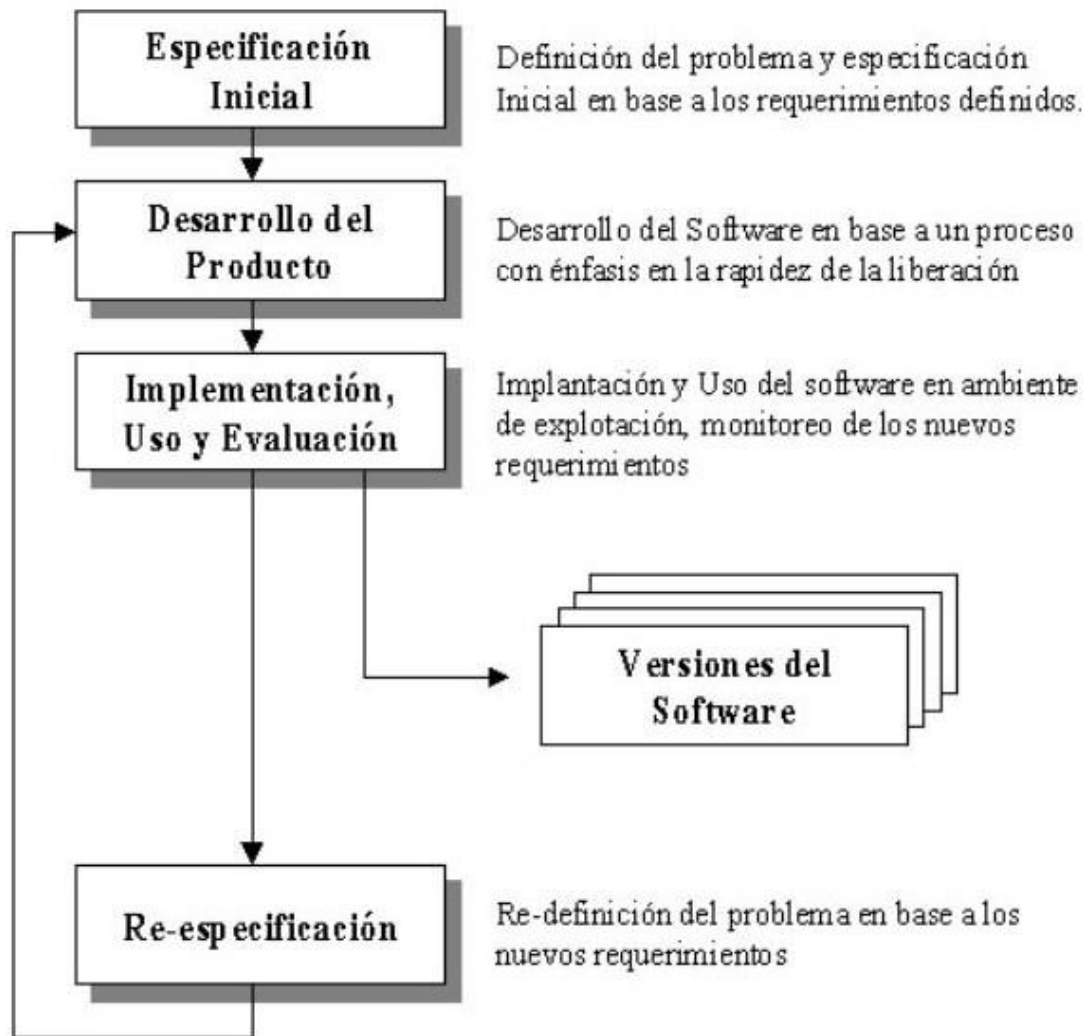 Especificación
Inicial
Definición del problema y especificación
Inicial en base a los requerimientos definidos.
Desarrollo del
Producto
Desarrollo del Software en base a un proceso
con énfasis en la rapidez de la liberación
Implementación,
Uso y Evaluación
Implantación y Uso del software en ambiente
de explotación, monitoreo de los nuevos
requerimientos
Versiones del
Software
Re-especificación
Re-definición del problema en base a los
nuevos requerimientos